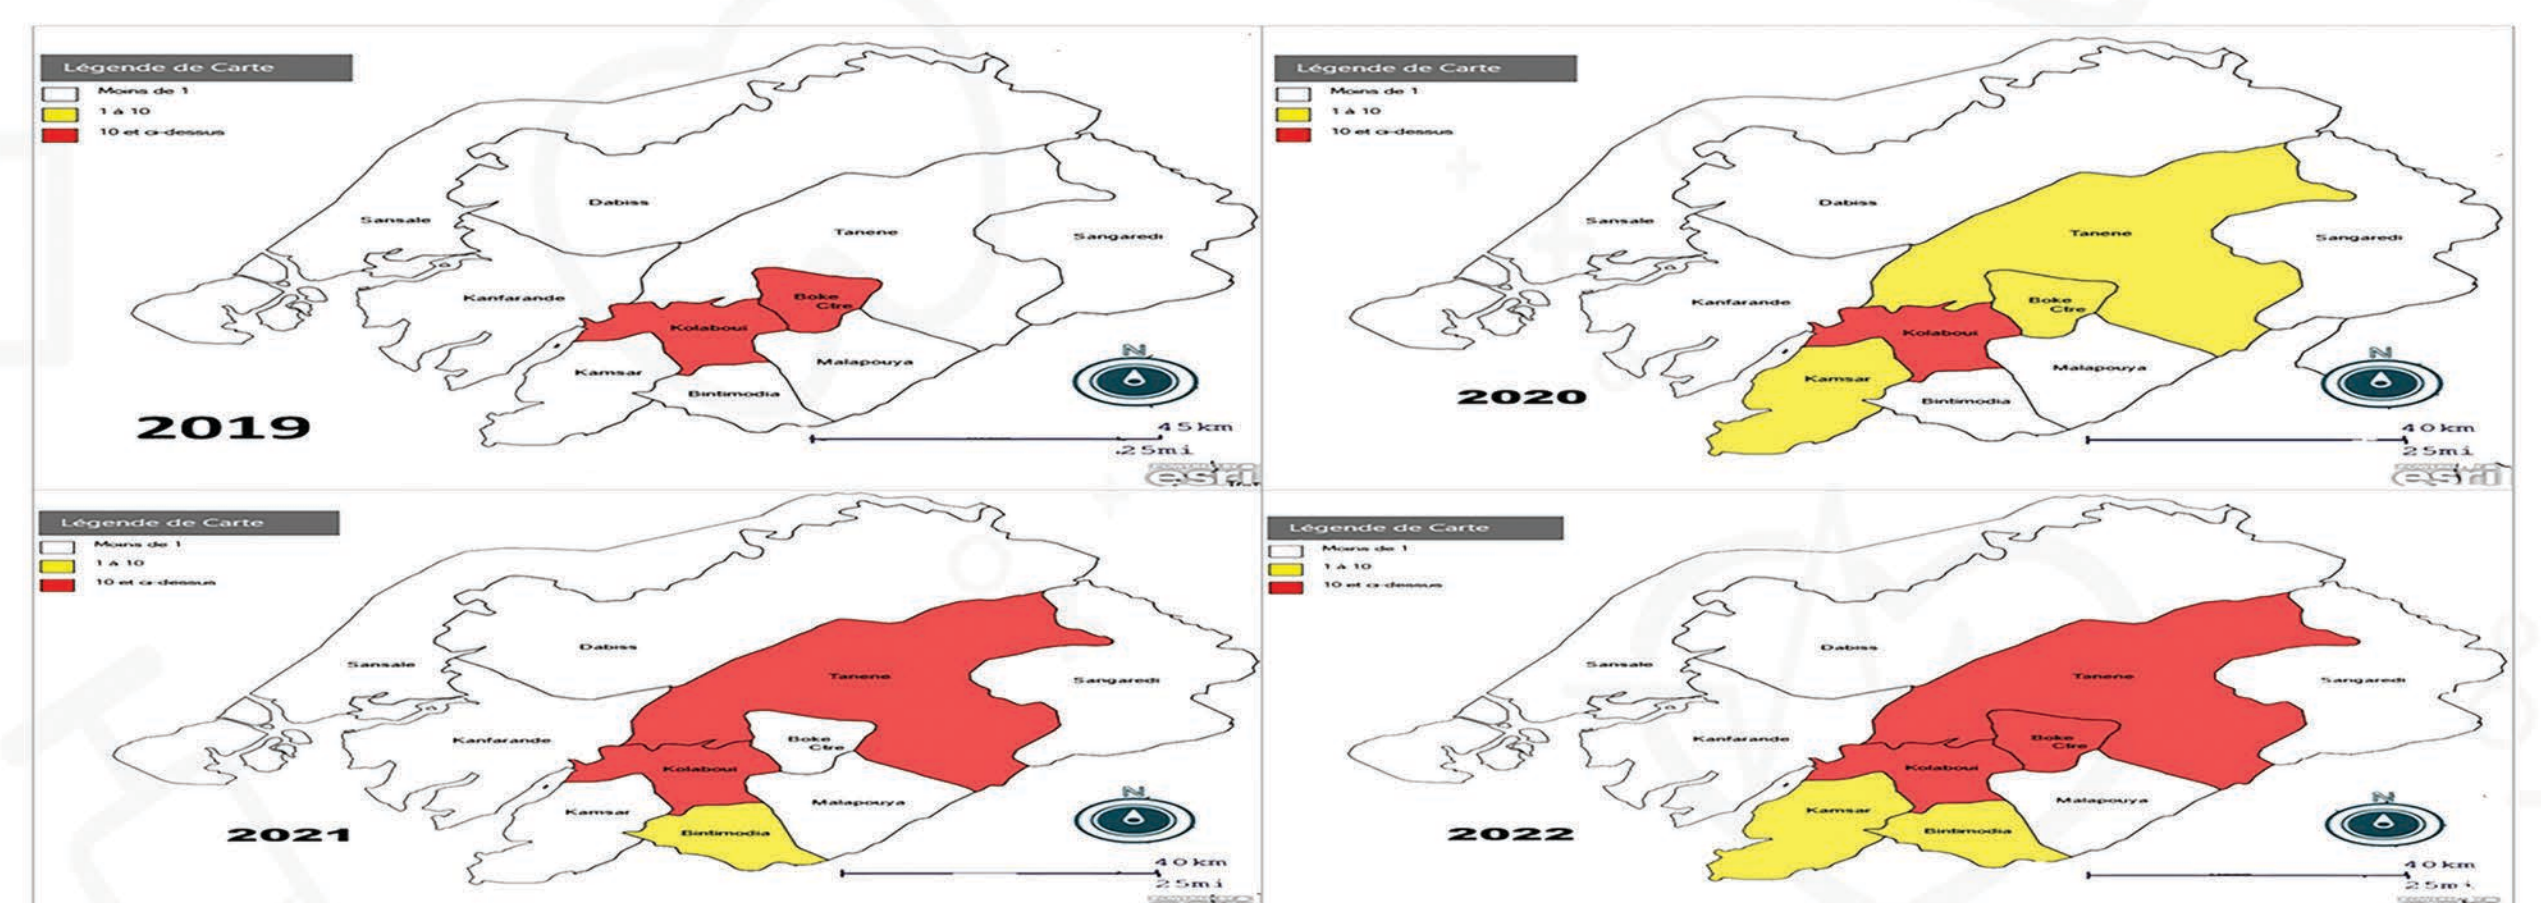 Légende de Carte
Moins de 1
1 à 10
10 et ci-dessus
Sansale
Dabiss
Tanene
Sangaredi
Kanfarande
Boke
Ctre
Kolaboui
Malapouya
Kamsar
Bintimodia
2019
N
45km
25mi
esri
Légende de Carte
Moins de 1
1 à 10
10 et ci-dessus
Sansale
Dabiss
Tanene
Sangaredi
Kanfarande
Boke
Ctre
Kolaboui
Malapouya
Kamsar
Bintimodia
2020
N
40km
25mi
esri
Légende de Carte
Moins de 1
1 à 10
10 et ci-dessus
Sansale
Dabiss
Tanene
Sangaredi
Kanfarande
Boke
Ctre
Kolaboui
Malapouya
Kamsar
Bintimodia
2021
N
40km
25mi
Légende de Carte
Moins de 1
1 à 10
10 et ci-dessus
Sansale
Dabiss
Tanene
Sangaredi
Kanfarande
Boke
Ctre
Kolaboui
Malapouya
Kamsar
Bintimodia
2022
N
40km
25mi